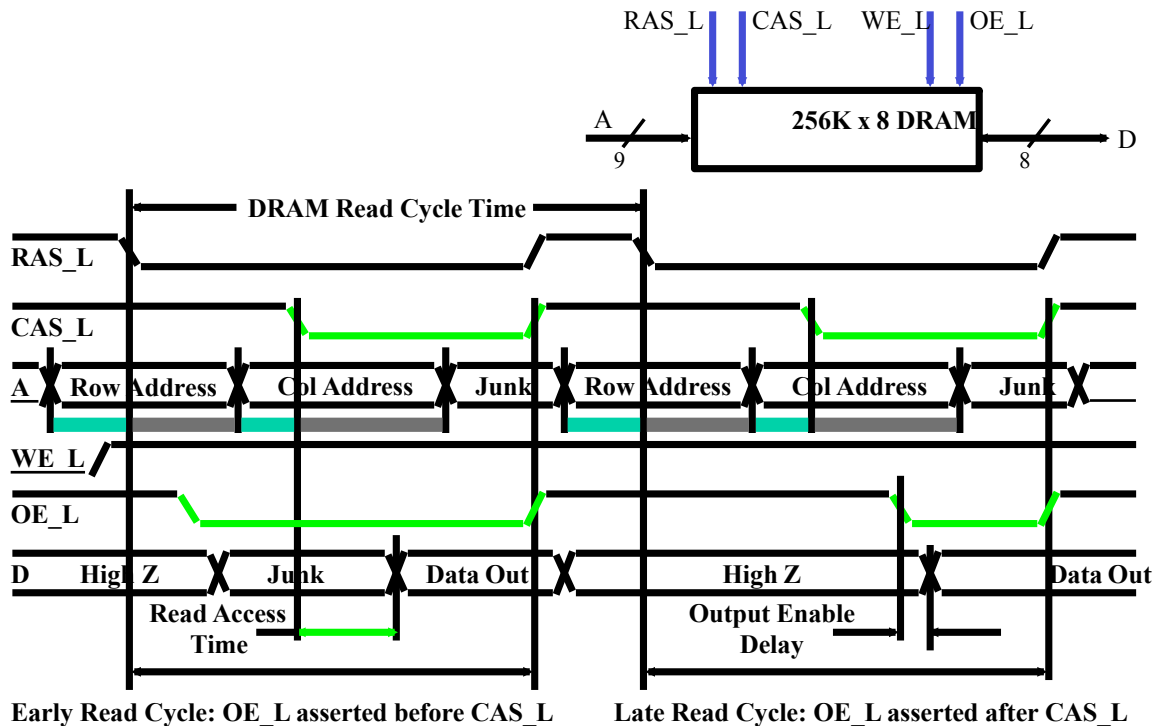 RAS_L CAS_L WE_L OE_L
A 256K x 8 DRAM D
9 8
DRAM Read Cycle Time
RAS_L
CAS_L
A Row Address Col Address Junk Row Address Col Address Junk
WE_L
OE_L
D High Z Junk Data Out High Z Data Out
Read Access Time
Output Enable Delay
Early Read Cycle: OE_L asserted before CAS_L Late Read Cycle: OE_L asserted after CAS_L